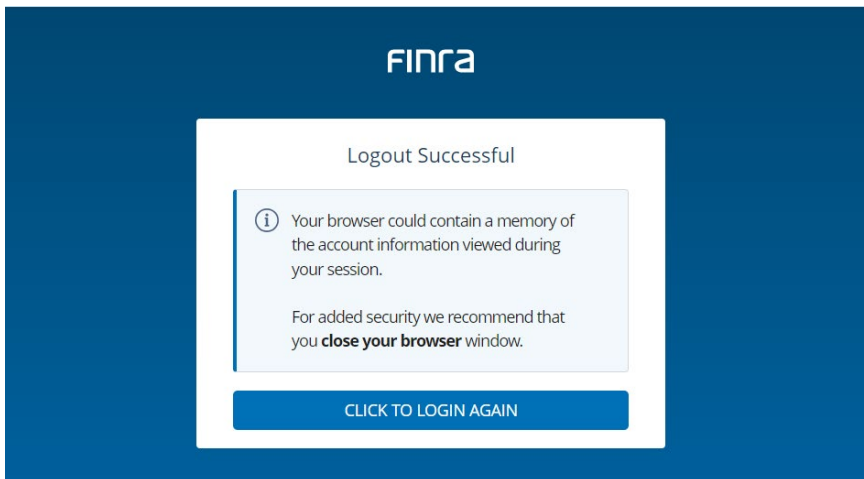 FINra
Logout Successful
i
Your browser could contain a memory of
the account information viewed during
your session.
For added security we recommend that
you close your browser window.
CLICK TO LOGIN AGAIN